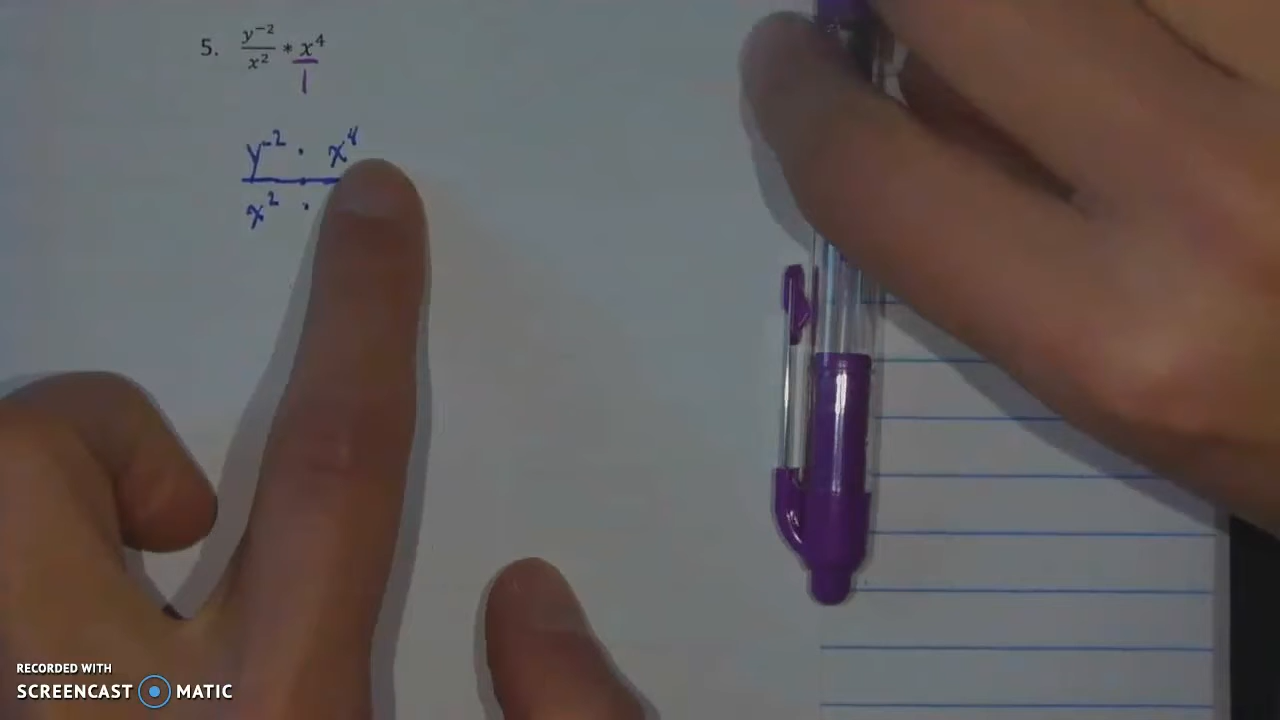 5. y⁻²/x² * x⁴/1
y⁻² · x⁴
x² ·
RECORDED WITH
SCREENCAST MATIC